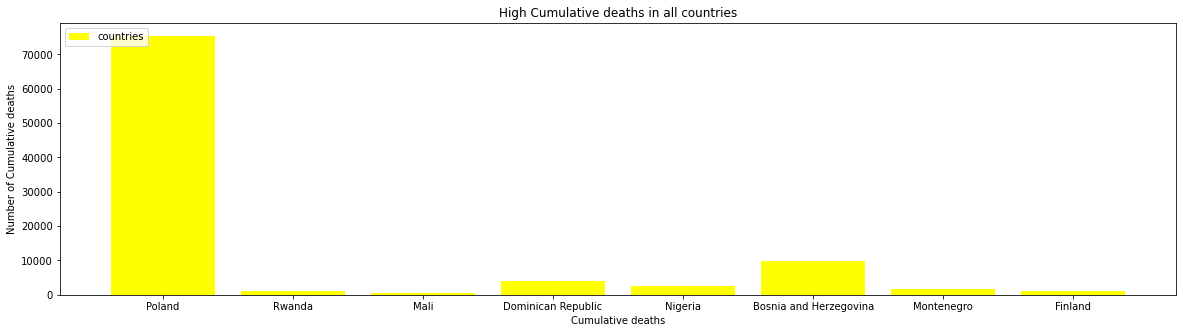 High Cumulative deaths in all countries
countries
Number of Cumulative deaths
70000
60000
50000
40000
30000
20000
10000
0
Poland Rwanda Mali Dominican Republic Nigeria Bosnia and Herzegovina Montenegro Finland
Cumulative deaths